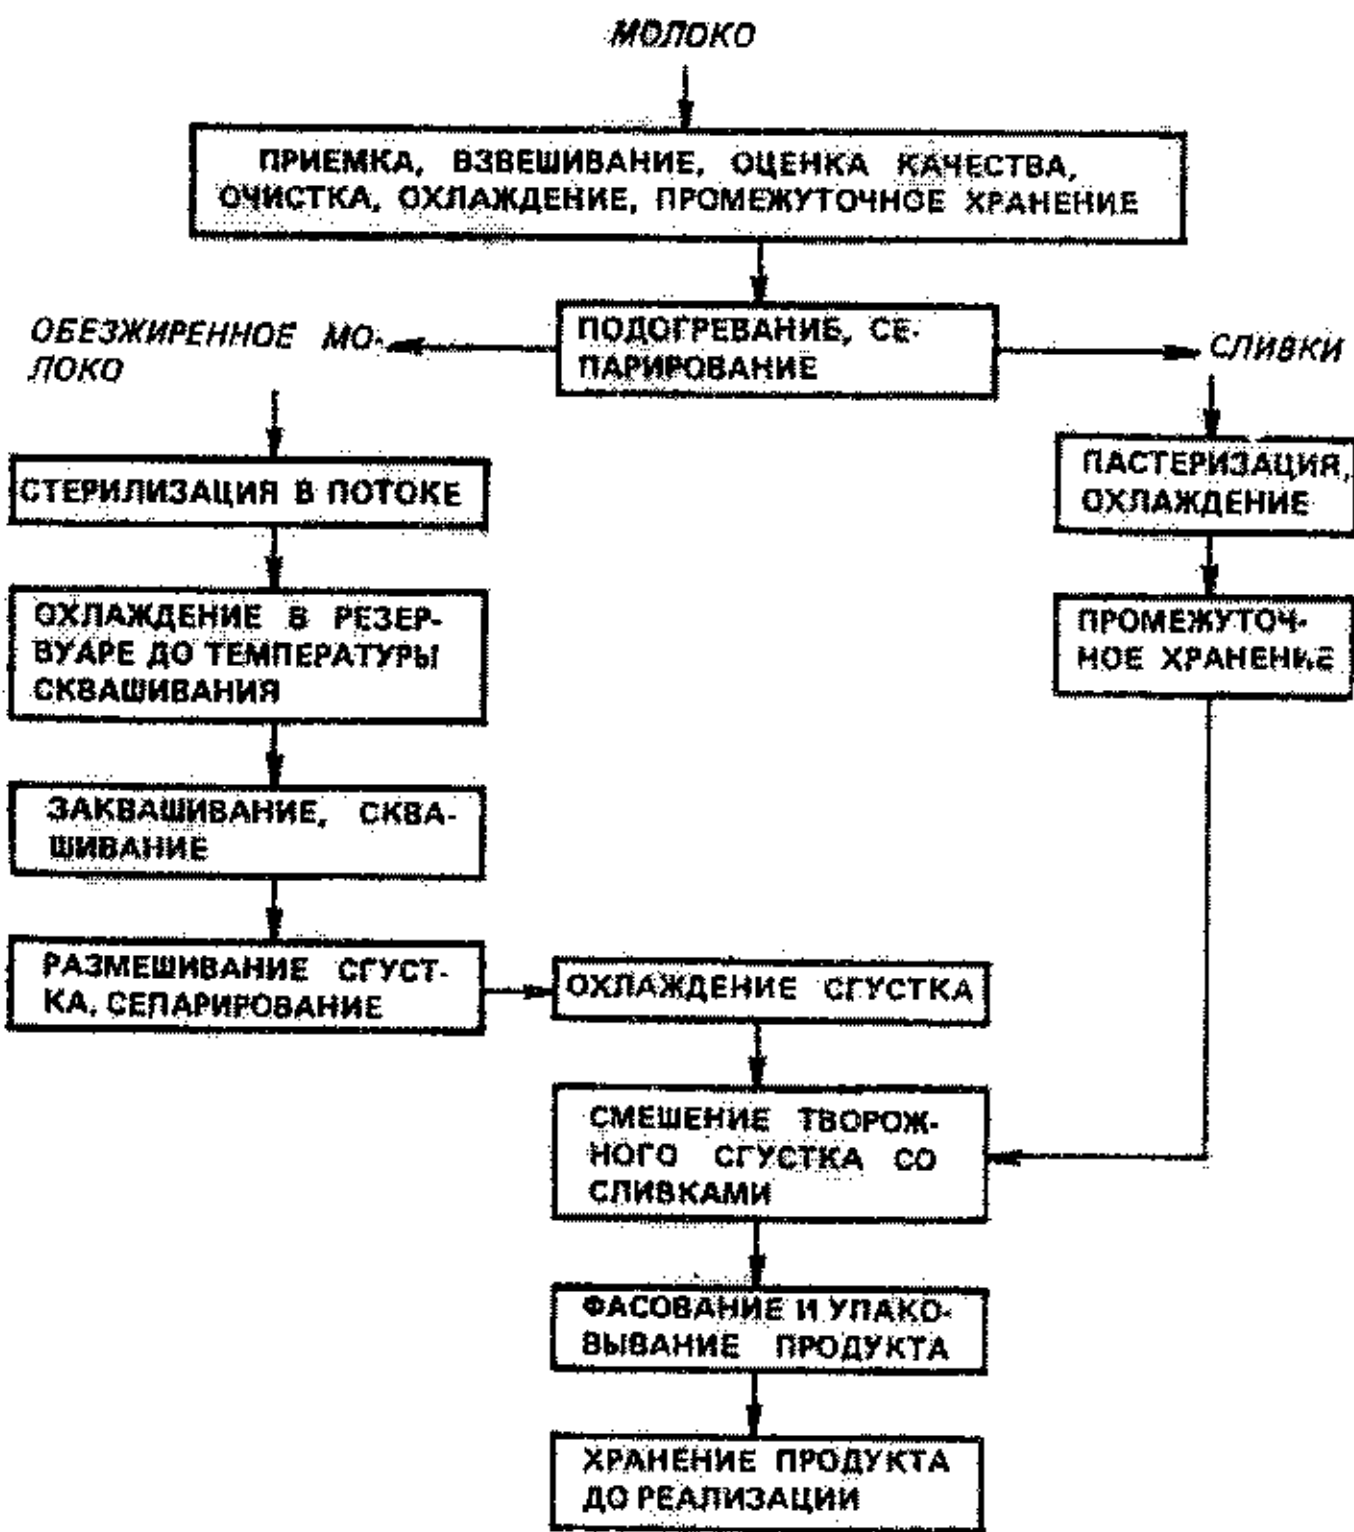 МОЛОКО
ПРИЕМКА, ВЗВЕШИВАНИЕ, ОЦЕНКА КАЧЕСТВА,
ОЧИСТКА, ОХЛАЖДЕНИЕ, ПРОМЕЖУТОЧНОЕ ХРАНЕНИЕ
ПОДОГРЕВАНИЕ, СЕ-
ПАРИРОВАНИЕ
ОБЕЗЖИРЕННОЕ МО-
ЛОКО
СТЕРИЛИЗАЦИЯ В ПОТОКЕ
ОХЛАЖДЕНИЕ В РЕЗЕР-
ВУАРЕ ДО ТЕМПЕРАТУРЫ
СКВАШИВАНИЯ
ЗАКВАШИВАНИЕ, СКВА-
ШИВАНИЕ
РАЗМЕШИВАНИЕ СГУСТ-
КА, СЕПАРИРОВАНИЕ
СЛИВКИ
ПАСТЕРИЗАЦИЯ,
ОХЛАЖДЕНИЕ
ПРОМЕЖУТОЧ-
НОЕ ХРАНЕНИЕ
ОХЛАЖДЕНИЕ СГУСТКА
СМЕШЕНИЕ ТВОРОЖ-
НОГО СГУСТКА СО
СЛИВКАМИ
ФАСОВАНИЕ И УПАКО-
ВЫВАНИЕ ПРОДУКТА
ХРАНЕНИЕ ПРОДУКТА
ДО РЕАЛИЗАЦИИ